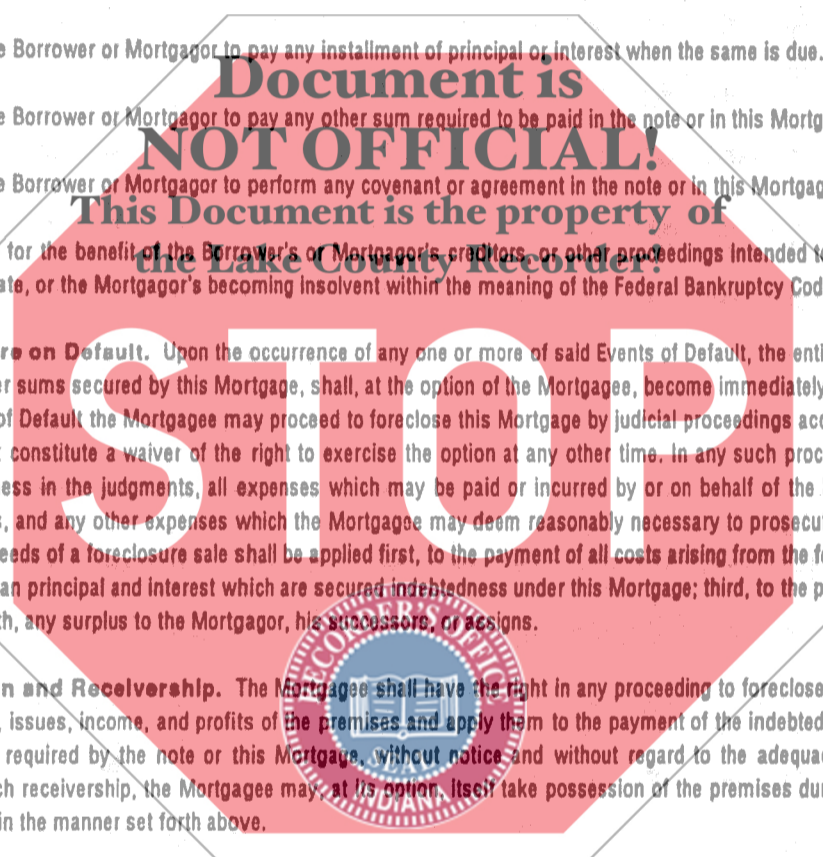 e Borrower or Mortgagor to pay any installment of principal or interest when the same is due.
Document is
e Borrower or Mortgagor to pay any other sum required to be paid in the note or in this Mortg
NOT OFFICIAL!
e Borrower or Mortgagor to perform any covenant or agreement in the note or in this Mortgag
This Document is the property of
for the benefit of the Borrower's or Mortgagor's creditors, or other proceedings intended t
the Lake County Recorder!
ate, or the Mortgagor's becoming insolvent within the meaning of the Federal Bankruptcy Cod
re on Default. Upon the occurrence of any one or more of said Events of Default, the enti
r sums secured by this Mortgage, shall, at the option of the Mortgagee, become immediately
of Default the Mortgagee may proceed to foreclose this Mortgage by judicial proceedings acc
constitute a waiver of the right to exercise the option at any other time. In any such proc
STOP
ess in the judgments, all expenses which may be paid or incurred by or on behalf of the
, and any other expenses which the Mortgagee may deem reasonably necessary to prosecut
eeds of a foreclosure sale shall be applied first, to the payment of all costs arising from the f
an principal and interest which are secured indebtedness under this Mortgage; third, to the p
th, any surplus to the Mortgagor, his successors, or assigns.
RECORDER'S OFFICE
n and Receivership. The Mortgagee shall have the right in any proceeding to foreclose
, issues, income, and profits of the premises and apply them to the payment of the indebted
required by the note or this Mortgage, without notice and without regard to the adequa
SEAL
ch receivership, the Mortgagee may, at its option, itself take possession of the premises du
INDIANA
in the manner set forth above.